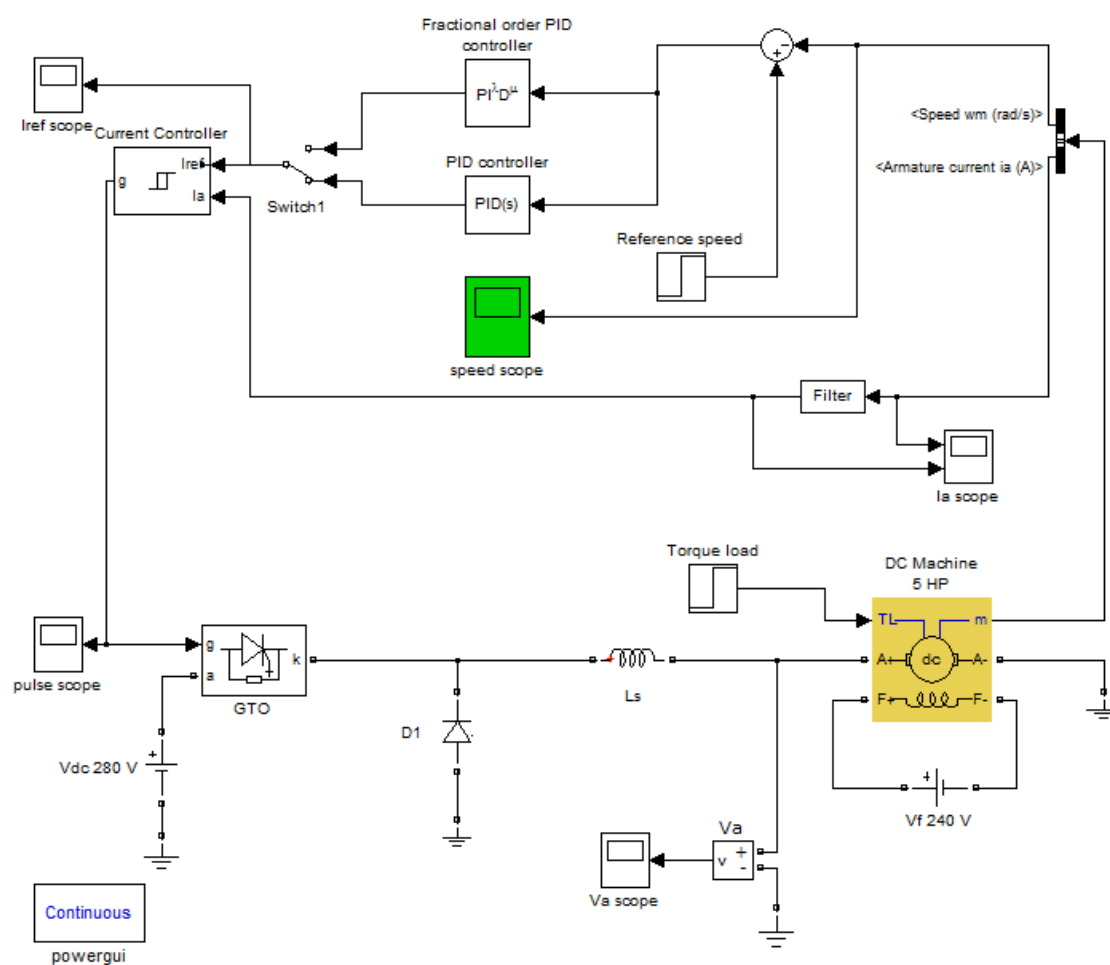 Fractional order PID
controller
PIλDμ
Iref scope
Current Controller
Iref
g
Ia
Switch1
PID controller
PID(s)
<Speed wm (rad/s)>
<Armature current ia (A)>
Reference speed
speed scope
Filter
Ia scope
Torque load
DC Machine
5 HP
TL
m
A+
dc
A-
F+
F-
pulse scope
g
a
k
GTO
Ls
D1
Vdc 280 V
+
Vf 240 V
+
Va
v
+
-
Va scope
Continuous
powergui